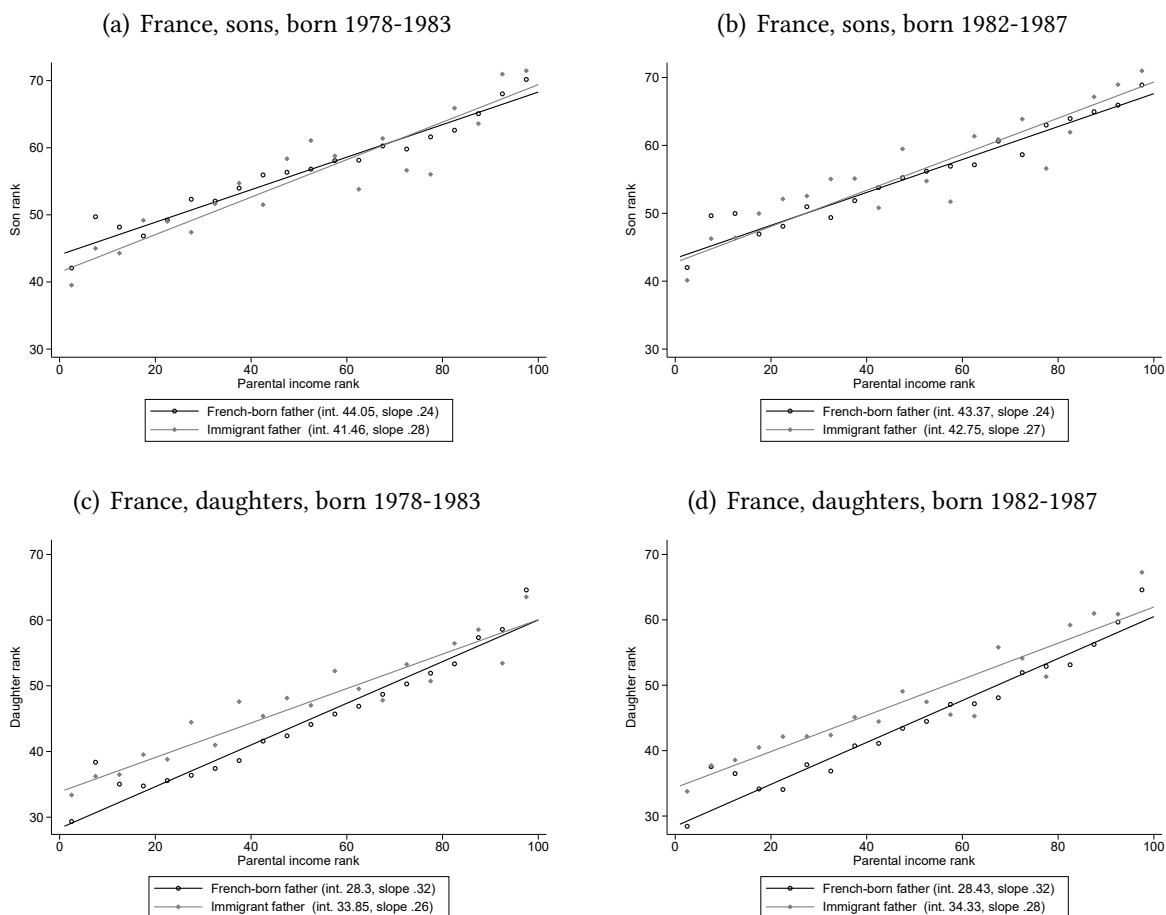 (a) France, sons, born 1978-1983
70
60
50
40
30
Son rank
0 20 40 60 80 100
Parental income rank
French-born father (int. 44.05, slope .24)
Immigrant father (int. 41.46, slope .28)
(b) France, sons, born 1982-1987
70
60
50
40
30
Son rank
0 20 40 60 80 100
Parental income rank
French-born father (int. 43.37, slope .24)
Immigrant father (int. 42.75, slope .27)
(c) France, daughters, born 1978-1983
70
60
50
40
30
Daughter rank
0 20 40 60 80 100
Parental income rank
French-born father (int. 28.3, slope .32)
Immigrant father (int. 33.85, slope .26)
(d) France, daughters, born 1982-1987
70
60
50
40
30
Daughter rank
0 20 40 60 80 100
Parental income rank
French-born father (int. 28.43, slope .32)
Immigrant father (int. 34.33, slope .28)